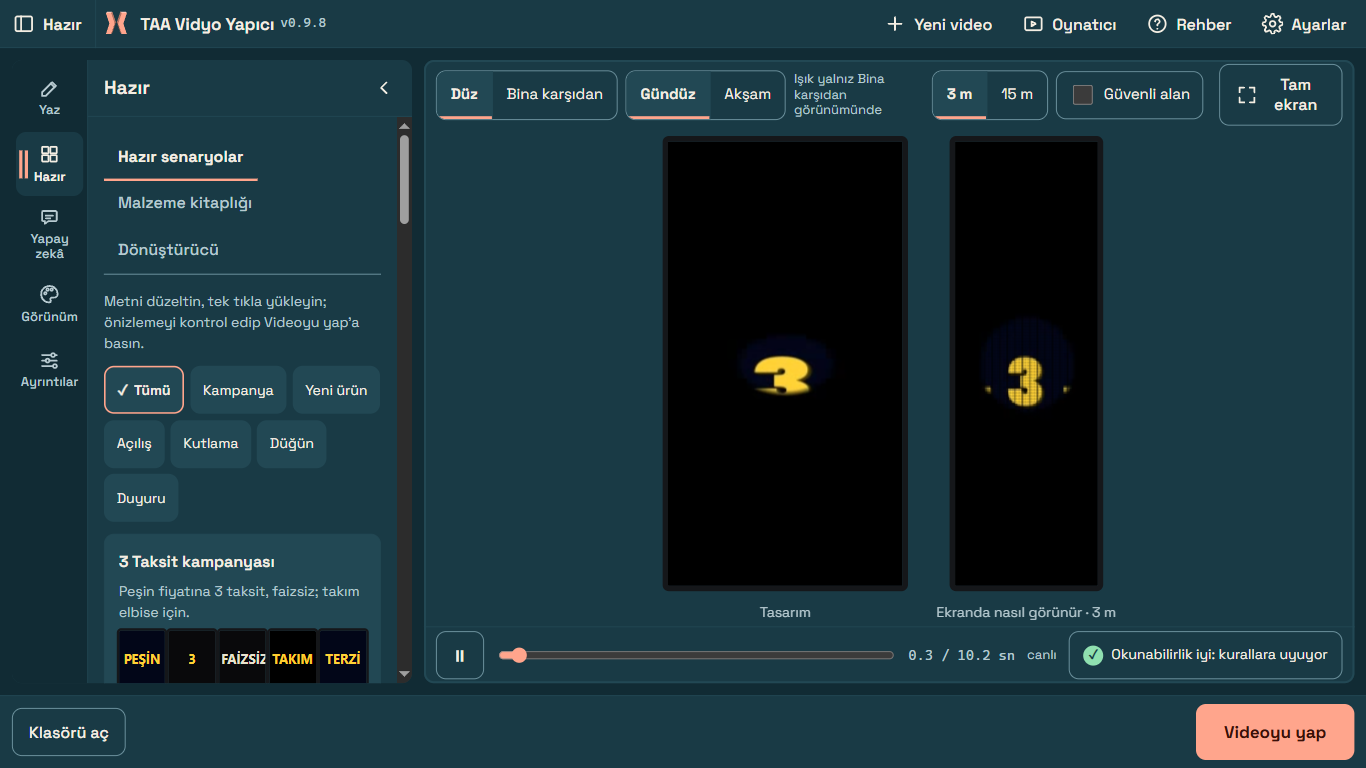 Hazır
TAA Vidyo Yapıcı v0.9.8
Yeni video
Oynatıcı
Rehber
Ayarlar
Yaz
Hazır
Yapay
zekâ
Görünüm
Ayrıntılar
Hazır
Hazır senaryolar
Malzeme kitaplığı
Dönüştürücü
Metni düzeltin, tek tıkla yükleyin;
önizlemeyi kontrol edip Videoyu yap'a
basın.
✓ Tümü
Kampanya
Yeni ürün
Açılış
Kutlama
Düğün
Duyuru
3 Taksit kampanyası
Peşin fiyatına 3 taksit, faizsiz; takım
elbise için.
PEŞİN
3
FAİZSİZ
TAKIM
TERZİ
Düz
Bina karşıdan
Gündüz
Akşam
Işık yalnız Bina
karşıdan
görünümünde
3 m
15 m
Güvenli alan
Tam
ekran
3
3
Tasarım
Ekranda nasıl görünür · 3 m
0.3 / 10.2 sn
canlı
Okunabilirlik iyi: kurallara uyuyor
Klasörü aç
Videoyu yap